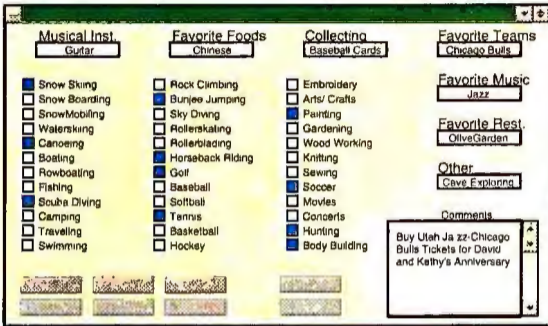 Musical Inst.
Guitar
Favorite Foods
Chinese
Collecting
Baseball Cards
Favorite Teams
Chicago Bulls
Snow Skiing
Snow Boarding
SnowMobiling
Waterskiing
Canoeing
Boating
Rowboating
Fishing
Scuba Diving
Camping
Traveling
Swimming
Rock Climbing
Bunjee Jumping
Sky Diving
Rollerskating
Rollerblading
Horseback Riding
Golf
Baseball
Softball
Tennis
Basketball
Hockey
Embroidery
Arts/ Crafts
Painting
Gardening
Wood Working
Knitting
Sewing
Soccer
Movies
Concerts
Hunting
Body Building
Favorite Music
Jazz
Favorite Rest.
OliveGarden
Other
Cave Exploring
Comments
Buy Utah Ja zz-Chicago
Bulls Tickets for David
and Kathy's Anniversary